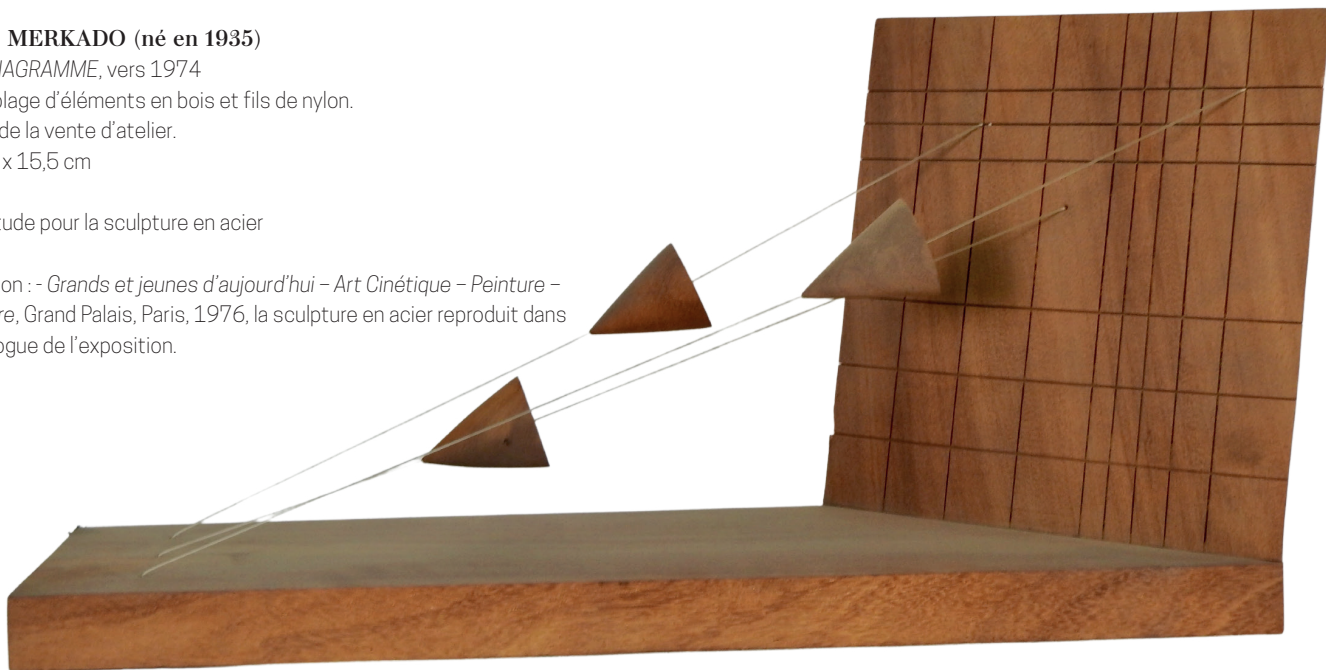 MERKADO (né en 1935)
IAGRAMME, vers 1974
lage d’éléments en bois et fils de nylon.
de la vente d’atelier.
x 15,5 cm
tude pour la sculpture en acier
on : - Grands et jeunes d’aujourd’hui – Art Cinétique – Peinture –
re, Grand Palais, Paris, 1976, la sculpture en acier reproduit dans
ogue de l’exposition.